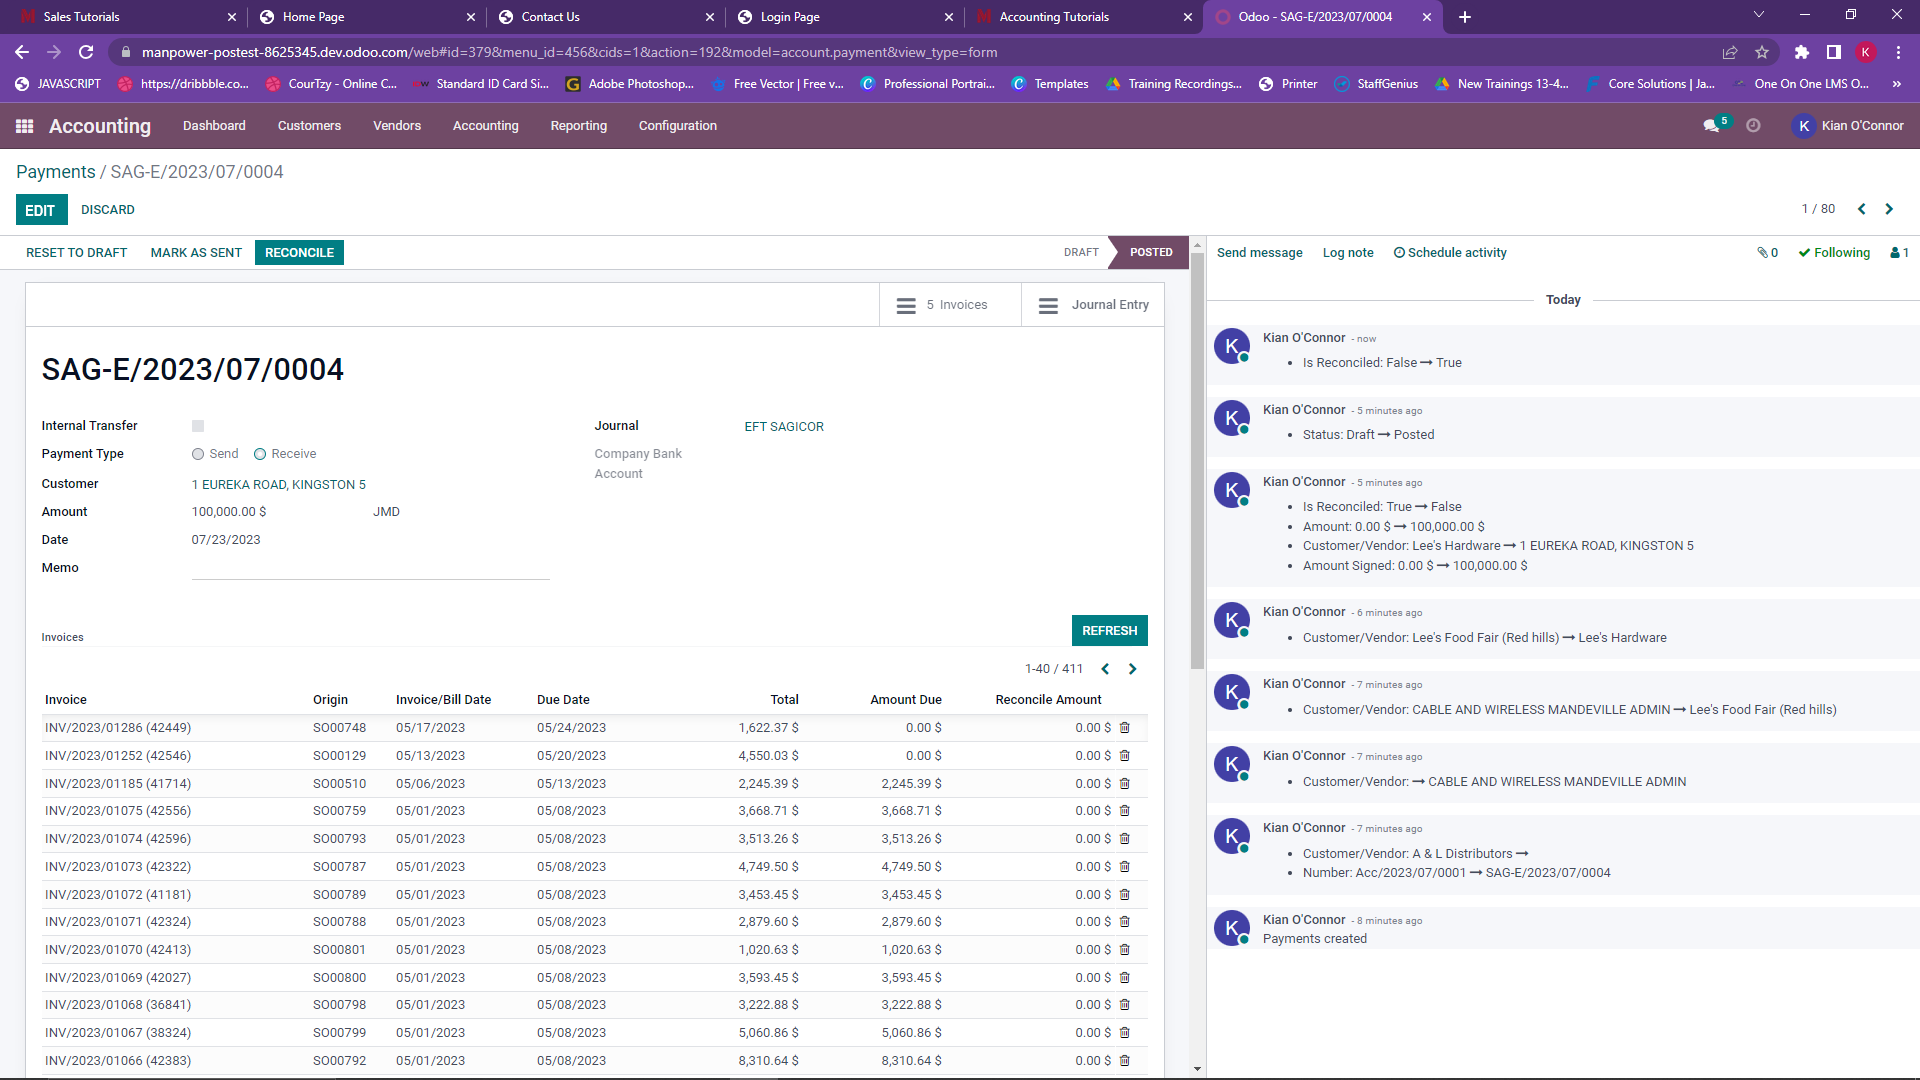 Sales Tutorials
Home Page
Contact Us
Login Page
Accounting Tutorials
Odoo - SAG-E/2023/07/0004
manpower-postest-8625345.dev.odoo.com/web#id=379&menu_id=456&cids=1&action=192&model=account.payment&view_type=form
K
JAVASCRIPT
https://dribbble.co...
CourTzy - Online C...
Standard ID Card Si...
Adobe Photoshop...
Free Vector | Free v...
Professional Portrai...
Templates
Training Recordings...
Printer
StaffGenius
New Trainings 13-4...
Core Solutions | Ja...
One On One LMS O...
»
Accounting
Dashboard
Customers
Vendors
Accounting
Reporting
Configuration
5
K
Kian O'Connor
Payments / SAG-E/2023/07/0004
EDIT
DISCARD
1 / 80
RESET TO DRAFT
MARK AS SENT
RECONCILE
DRAFT
POSTED
5 Invoices
Journal Entry
SAG-E/2023/07/0004
Internal Transfer
Payment Type Send Receive
Customer 1 EUREKA ROAD, KINGSTON 5
Amount 100,000.00 $ JMD
Date 07/23/2023
Memo
Journal EFT SAGICOR
Company Bank
Account
Invoices
REFRESH
1-40 / 411
Invoice Origin Invoice/Bill Date Due Date Total Amount Due Reconcile Amount
INV/2023/01286 (42449) SO00748 05/17/2023 05/24/2023 1,622.37 $ 0.00 $ 0.00 $
INV/2023/01252 (42546) SO00129 05/13/2023 05/20/2023 4,550.03 $ 0.00 $ 0.00 $
INV/2023/01185 (41714) SO00510 05/06/2023 05/13/2023 2,245.39 $ 2,245.39 $ 0.00 $
INV/2023/01075 (42556) SO00759 05/01/2023 05/08/2023 3,668.71 $ 3,668.71 $ 0.00 $
INV/2023/01074 (42596) SO00793 05/01/2023 05/08/2023 3,513.26 $ 3,513.26 $ 0.00 $
INV/2023/01073 (42322) SO00787 05/01/2023 05/08/2023 4,749.50 $ 4,749.50 $ 0.00 $
INV/2023/01072 (41181) SO00789 05/01/2023 05/08/2023 3,453.45 $ 3,453.45 $ 0.00 $
INV/2023/01071 (42324) SO00788 05/01/2023 05/08/2023 2,879.60 $ 2,879.60 $ 0.00 $
INV/2023/01070 (42413) SO00801 05/01/2023 05/08/2023 1,020.63 $ 1,020.63 $ 0.00 $
INV/2023/01069 (42027) SO00800 05/01/2023 05/08/2023 3,593.45 $ 3,593.45 $ 0.00 $
INV/2023/01068 (36841) SO00798 05/01/2023 05/08/2023 3,222.88 $ 3,222.88 $ 0.00 $
INV/2023/01067 (38324) SO00799 05/01/2023 05/08/2023 5,060.86 $ 5,060.86 $ 0.00 $
INV/2023/01066 (42383) SO00792 05/01/2023 05/08/2023 8,310.64 $ 8,310.64 $ 0.00 $
Send message
Log note
Schedule activity
0
Following
1
Today
K
Kian O'Connor - now
• Is Reconciled: False → True
K
Kian O'Connor - 5 minutes ago
• Status: Draft → Posted
K
Kian O'Connor - 5 minutes ago
• Is Reconciled: True → False
• Amount: 0.00 $ → 100,000.00 $
• Customer/Vendor: Lee's Hardware → 1 EUREKA ROAD, KINGSTON 5
• Amount Signed: 0.00 $ → 100,000.00 $
K
Kian O'Connor - 6 minutes ago
• Customer/Vendor: Lee's Food Fair (Red hills) → Lee's Hardware
K
Kian O'Connor - 7 minutes ago
• Customer/Vendor: CABLE AND WIRELESS MANDEVILLE ADMIN → Lee's Food Fair (Red hills)
K
Kian O'Connor - 7 minutes ago
• Customer/Vendor: → CABLE AND WIRELESS MANDEVILLE ADMIN
K
Kian O'Connor - 7 minutes ago
• Customer/Vendor: A & L Distributors →
• Number: Acc/2023/07/0001 → SAG-E/2023/07/0004
K
Kian O'Connor - 8 minutes ago
Payments created